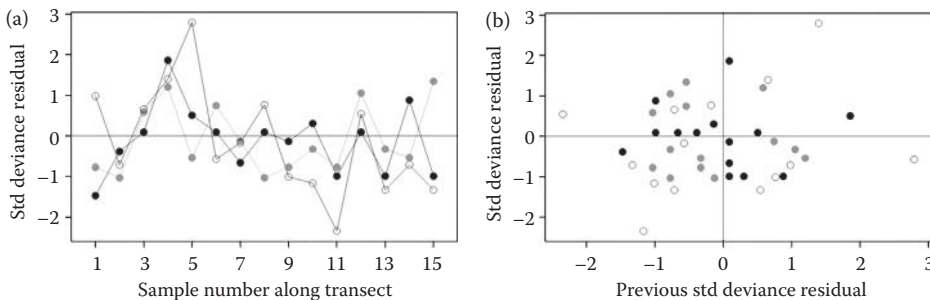 (a)
3
2
1
0
−1
−2
Std deviance residual
1 3 5 7 9 11 13 15
Sample number along transect
(b)
3
2
1
0
−1
−2
Std deviance residual
−2 −1 0 1 2 3
Previous std deviance residual